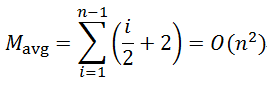 M_avg = \sum_{i=1}^{n-1} \left( \frac{i}{2} + 2 \right) = O(n^2)